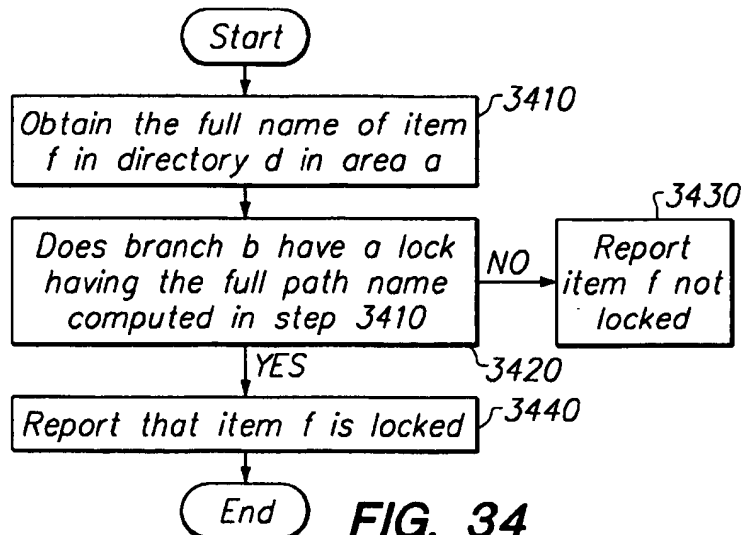 Start
3410
Obtain the full name of item
f in directory d in area a
3430
Does branch b have a lock
having the full path name
computed in step 3410
NO
Report
item f not
locked
YES
3420
3440
Report that item f is locked
End
FIG. 34